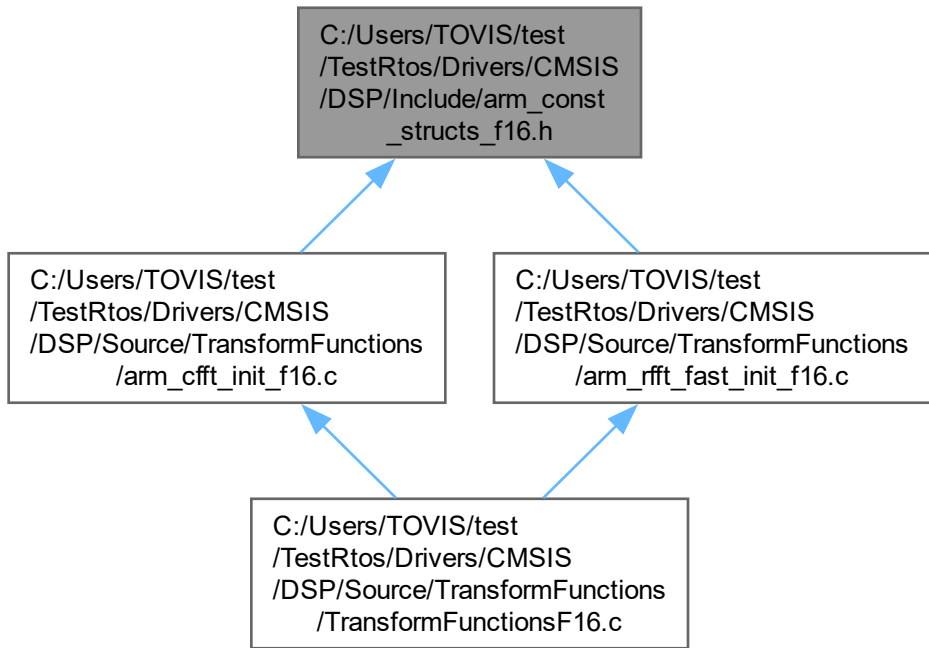 C:/Users/TOVIS/test
/TestRtos/Drivers/CMSIS
/DSP/Include/arm_const
_structs_f16.h
C:/Users/TOVIS/test
/TestRtos/Drivers/CMSIS
/DSP/Source/TransformFunctions
/arm_cfft_init_f16.c
C:/Users/TOVIS/test
/TestRtos/Drivers/CMSIS
/DSP/Source/TransformFunctions
/arm_rfft_fast_init_f16.c
C:/Users/TOVIS/test
/TestRtos/Drivers/CMSIS
/DSP/Source/TransformFunctions
/TransformFunctionsF16.c